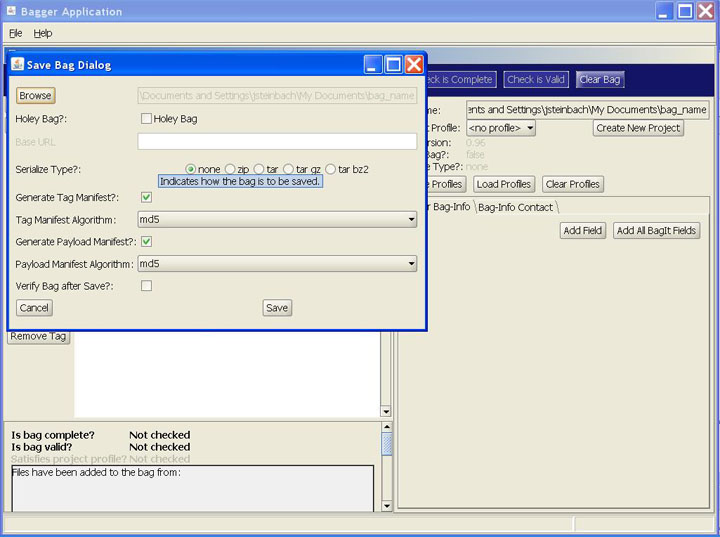 Bagger Application
File Help
Save Bag Dialog
Browse \Documents and Settings\jsteinbach\My Documents\bag_name
Holey Bag?: Holey Bag
Base URL
Serialize Type?: none zip tar tar gz tar bz2
Indicates how the bag is to be saved.
Generate Tag Manifest?:
Tag Manifest Algorithm: md5
Generate Payload Manifest?:
Payload Manifest Algorithm: md5
Verify Bag after Save?:
Cancel Save
is Complete Check is Valid Clear Bag
me: ents and Settings\jsteinbach\My Documents\bag_name
Profile: <no profile> Create New Project
rsion: 0.96
Bag?: false
e Type?: none
e Profiles Load Profiles Clear Profiles
r Bag-Info Bag-Info Contact
Add Field Add All BagIt Fields
Remove Tag
Is bag complete? Not checked
Is bag valid? Not checked
Satisfies project profile? Not checked
Files have been added to the bag from: